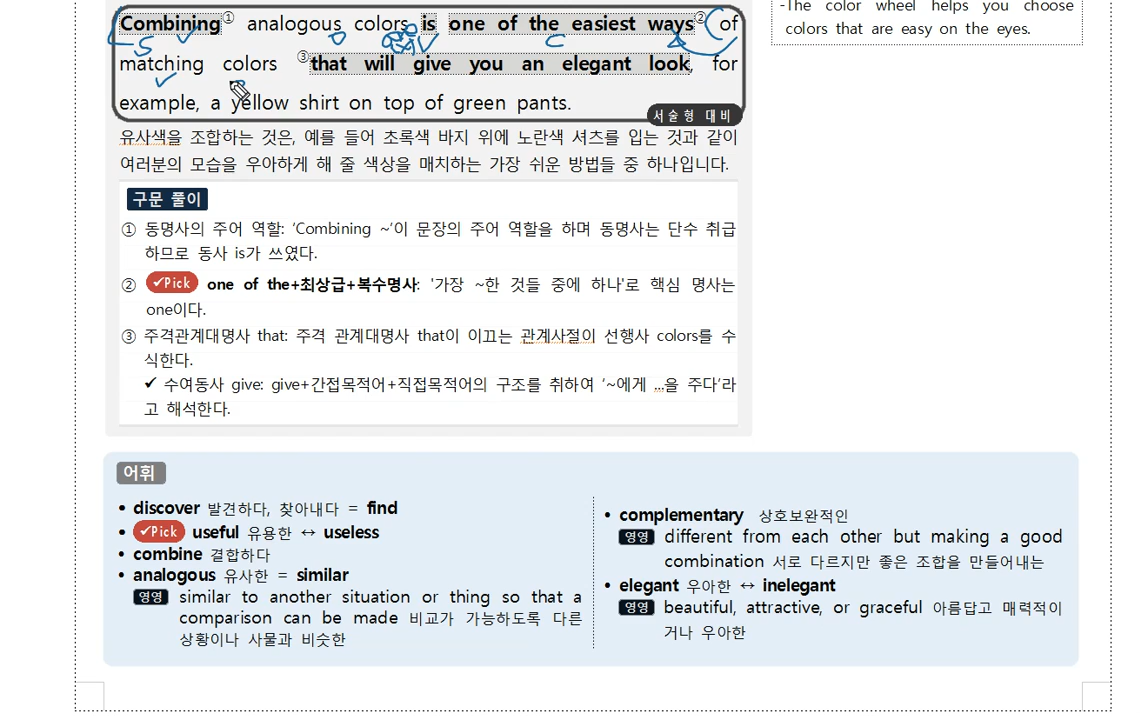 -The color wheel helps you choose
colors that are easy on the eyes.
Combining① analogous colors is one of the easiest ways② of
matching colors ③that will give you an elegant look, for
example, a yellow shirt on top of green pants.
서술형 대비
유사색을 조합하는 것은, 예를 들어 초록색 바지 위에 노란색 셔츠를 입는 것과 같이
여러분의 모습을 우아하게 해 줄 색상을 매치하는 가장 쉬운 방법들 중 하나입니다.
구문 풀이
① 동명사의 주어 역할: ‘Combining ~’이 문장의 주어 역할을 하며 동명사는 단수 취급
하므로 동사 is가 쓰였다.
② ✔Pick one of the+최상급+복수명사: '가장 ~한 것들 중에 하나'로 핵심 명사는
one이다.
③ 주격관계대명사 that: 주격 관계대명사 that이 이끄는 관계사절이 선행사 colors를 수
식한다.
✔ 수여동사 give: give+간접목적어+직접목적어의 구조를 취하여 ‘~에게 …을 주다’라
고 해석한다.
어휘
• discover 발견하다, 찾아내다 = find
• ✔Pick useful 유용한 ↔ useless
• combine 결합하다
• analogous 유사한 = similar
영영 similar to another situation or thing so that a
comparison can be made 비교가 가능하도록 다른
상황이나 사물과 비슷한
• complementary 상호보완적인
영영 different from each other but making a good
combination 서로 다르지만 좋은 조합을 만들어내는
• elegant 우아한 ↔ inelegant
영영 beautiful, attractive, or graceful 아름답고 매력적이
거나 우아한
S
V
C